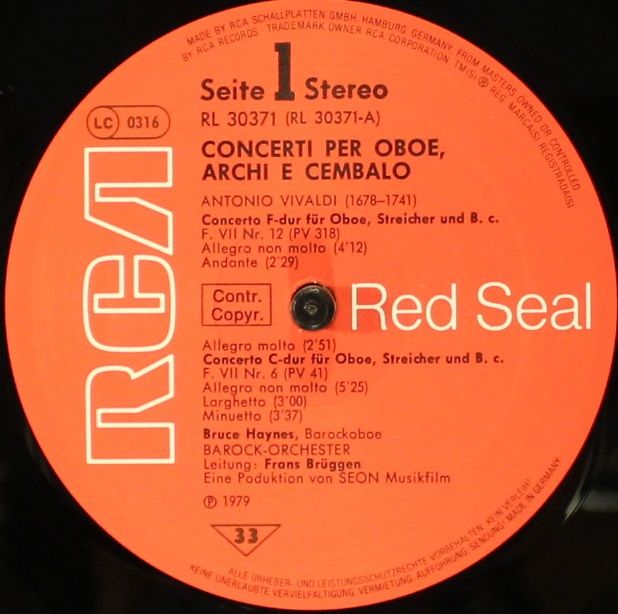 MADE BY RCA SCHALLPLATTEN GMBH, HAMBURG, GERMANY, FROM MASTERS OWNED OR CONTROLLED
BY RCA RECORDS TRADEMARK OWNER RCA CORPORATION TM(S) ® REG. MARCA(S) REGISTRADA(S)
Seite 1 Stereo
RL 30371 (RL 30371-A)
LC 0316
CONCERTI PER OBOE,
ARCHI E CEMBALO
ANTONIO VIVALDI (1678–1741)
Concerto F-dur für Oboe, Streicher und B. c.
F. VII Nr. 12 (PV 318)
Allegro non molto (4'12)
Andante (2'29)
Contr.
Copyr.
RCA
Red Seal
Allegro molto (2'51)
Concerto C-dur für Oboe, Streicher und B. c.
F. VII Nr. 6 (PV 41)
Allegro non molto (5'25)
Larghetto (3'00)
Minuetto (3'37)
Bruce Haynes, Barockoboe
BAROCK-ORCHESTER
Leitung: Frans Brüggen
Eine Poduktion von SEON Musikfilm
℗ 1979
33
ALLE URHEBER- UND LEISTUNGSSCHUTZRECHTE VORBEHALTEN. KEIN VERLEIH!
KEINE UNERLAUBTE VERVIELFÄLTIGUNG, VERMIETUNG, AUFFÜHRUNG, SENDUNG! MADE IN GERMANY